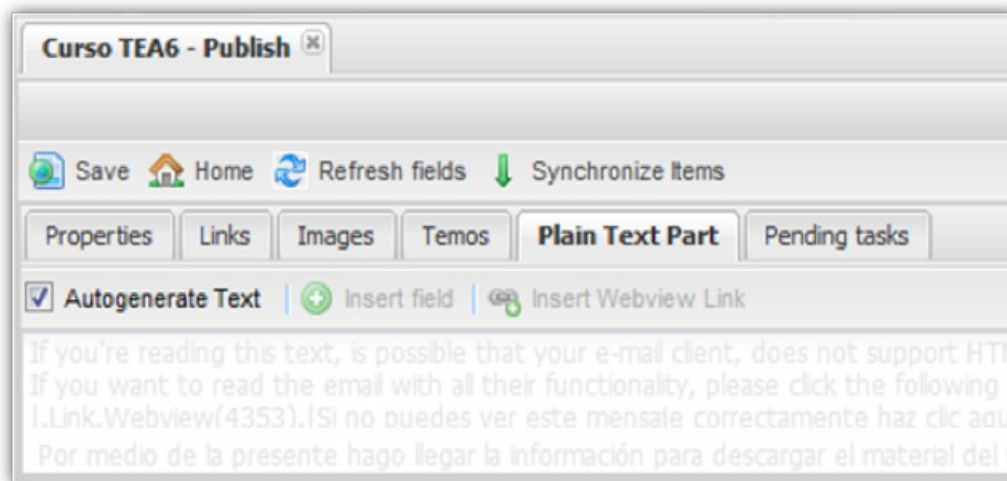 Curso TEA6 - Publish
Save Home Refresh fields Synchronize Items
Properties Links Images Temos Plain Text Part Pending tasks
Autogenerate Text Insert field Insert Webview Link
If you're reading this text, is possible that your e-mail client, does not support
If you want to read the email with all their functionality, please click the following
|.Link.Webview(4353).|Si no puedes ver este mensaje correctamente haz clic
Por medio de la presente hago llegar la información para descargar el material del